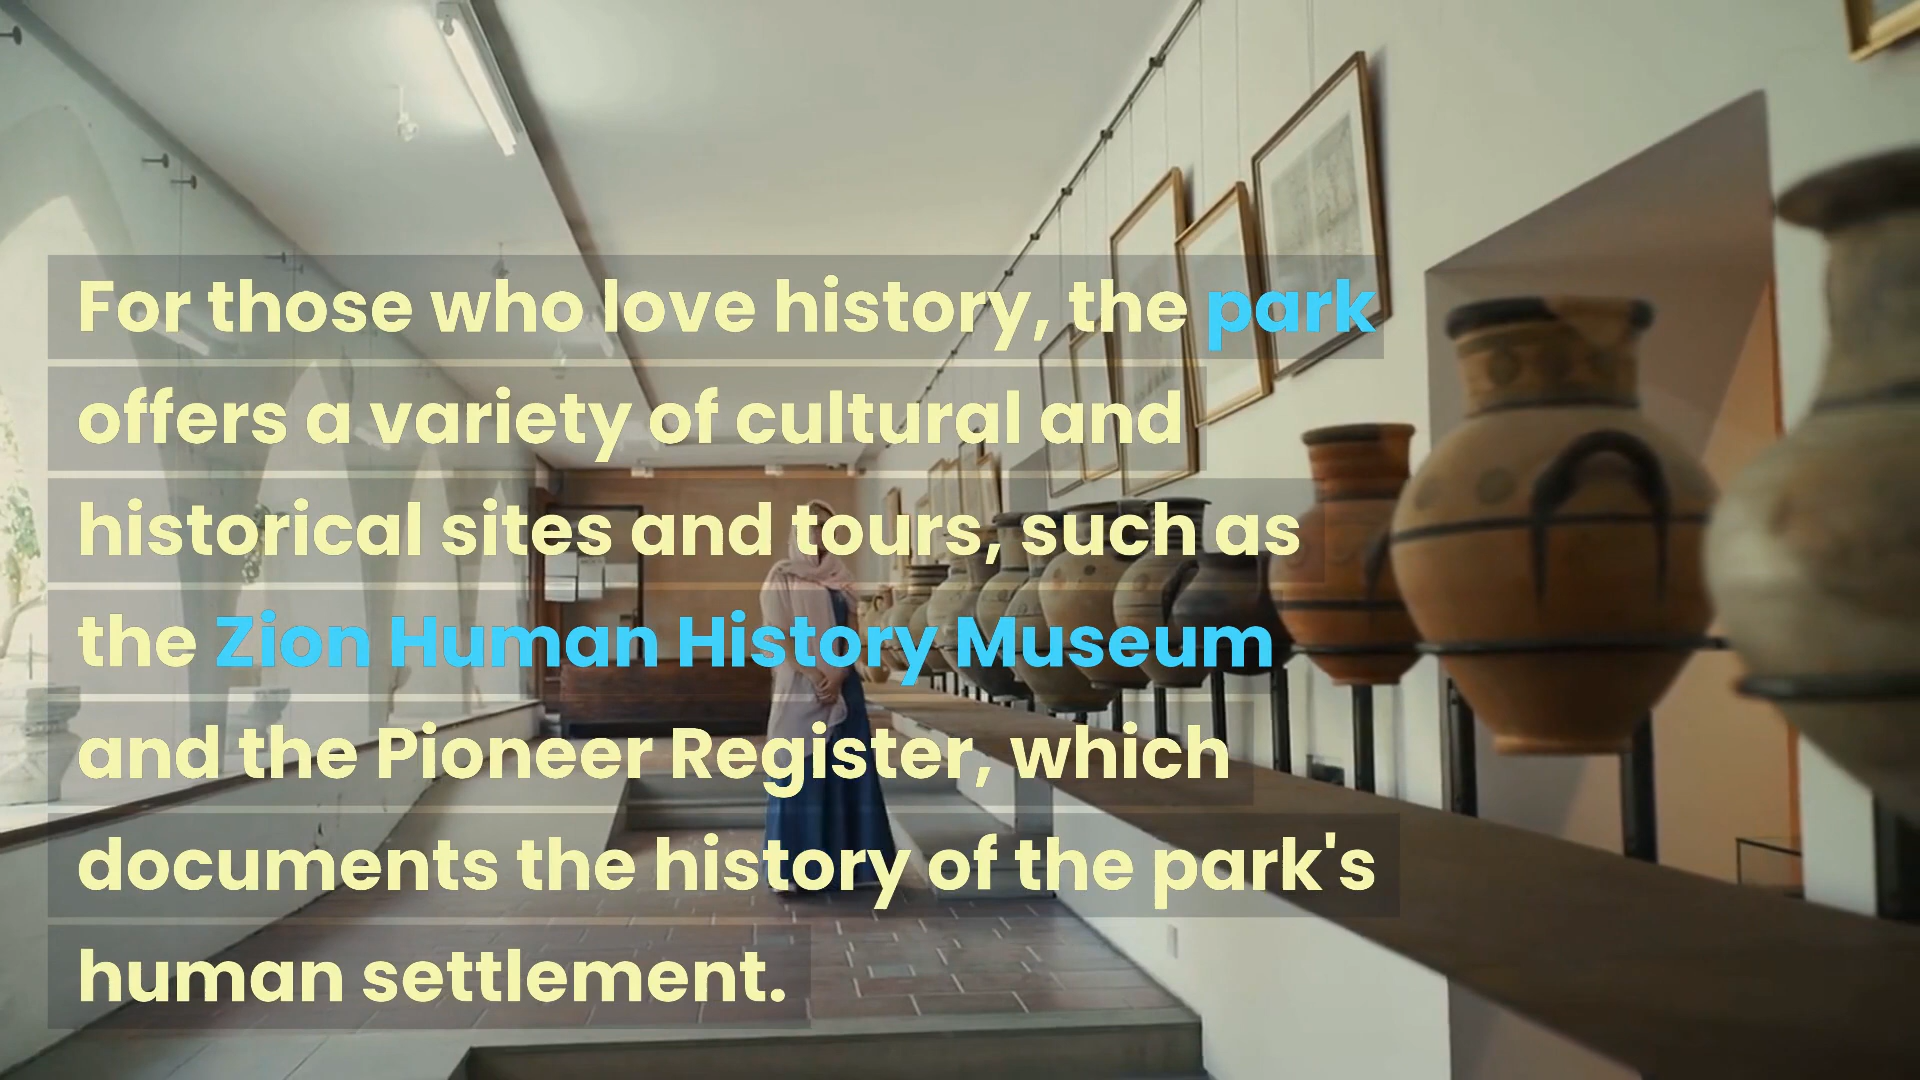 For those who love history, the park
offers a variety of cultural and
historical sites and tours, such as
the Zion Human History Museum
and the Pioneer Register, which
documents the history of the park's
human settlement.